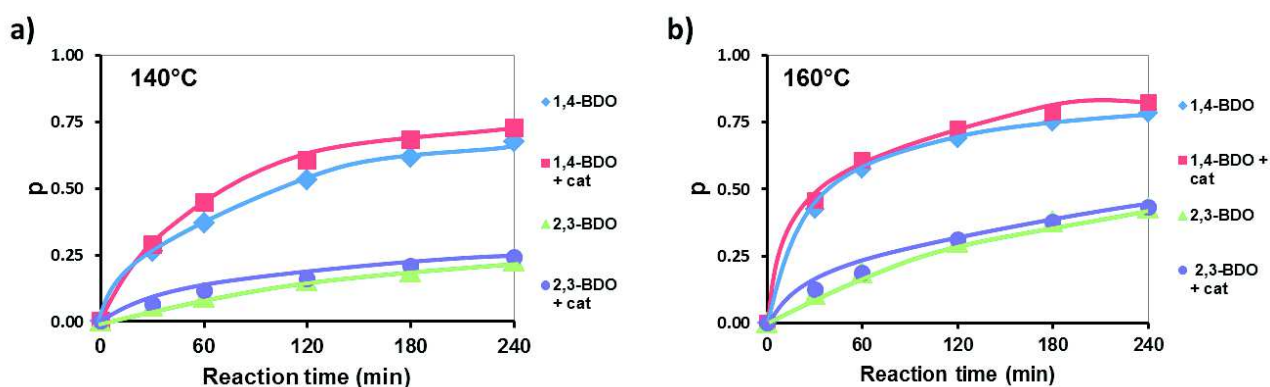 a)
1.00
0.75
0.50
0.25
0.00
p
140°C
0
60
120
180
240
Reaction time (min)
1,4-BDO
1,4-BDO
+ cat
2,3-BDO
2,3-BDO
+ cat
b)
1.00
0.75
0.50
0.25
0.00
p
160°C
0
60
120
180
240
Reaction time (min)
1,4-BDO
1,4-BDO +
cat
2,3-BDO
2,3-BDO
+ cat